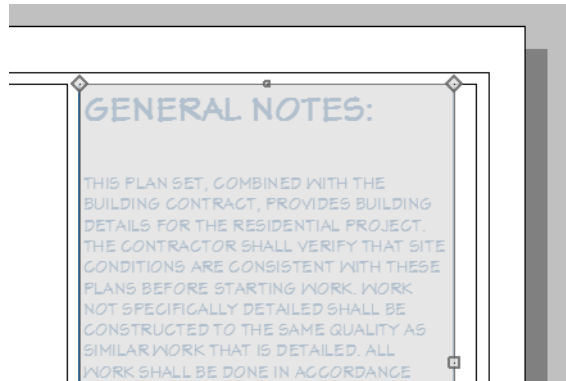 GENERAL NOTES:
THIS PLAN SET, COMBINED WITH THE
BUILDING CONTRACT, PROVIDES BUILDING
DETAILS FOR THE RESIDENTIAL PROJECT.
THE CONTRACTOR SHALL VERIFY THAT SITE
CONDITIONS ARE CONSISTENT WITH THESE
PLANS BEFORE STARTING WORK. WORK
NOT SPECIFICALLY DETAILED SHALL BE
CONSTRUCTED TO THE SAME QUALITY AS
SIMILAR WORK THAT IS DETAILED. ALL
WORK SHALL BE DONE IN ACCORDANCE